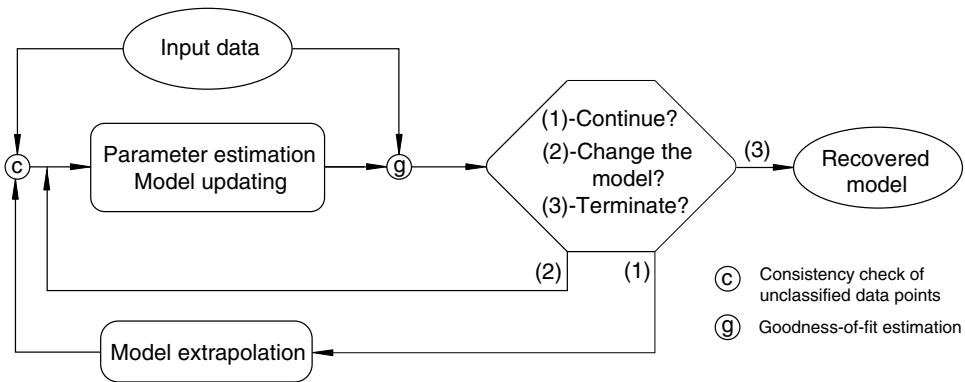 Input data
c
Parameter estimation
Model updating
g
(1)-Continue?
(2)-Change the
model?
(3)-Terminate?
(3)
Recovered
model
(2)
(1)
Model extrapolation
c Consistency check of
unclassified data points
g Goodness-of-fit estimation